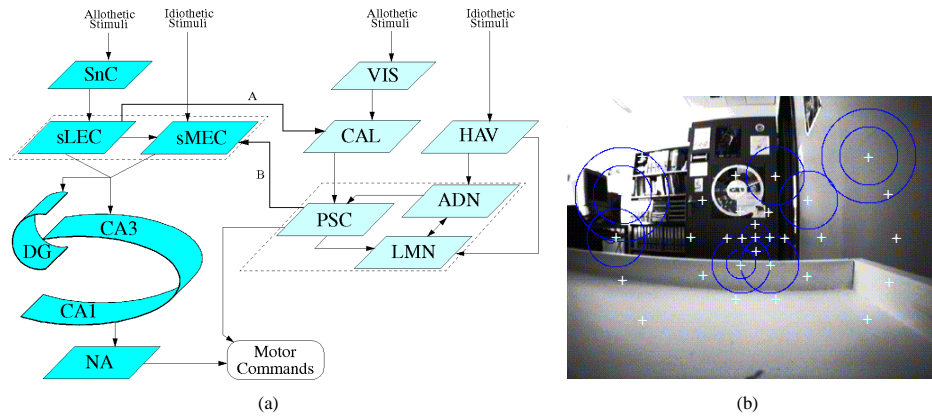 Allothetic
Stimuli
Idiothetic
Stimuli
Allothetic
Stimuli
Idiothetic
Stimuli
SnC
VIS
A
sLEC
sMEC
CAL
HAV
B
PSC
ADN
LMN
DG
CA3
CA1
NA
Motor
Commands
(a)
(b)